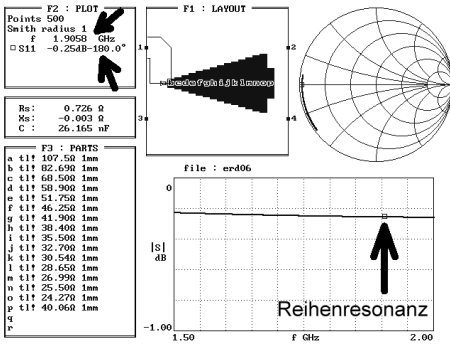 F2 : PLOT
Points 500
Smith radius 1
f 1.9058 GHz
□ S11 -0.25dB-180.0°
Rs: 0.726 Ω
Xs: -0.003 Ω
C : 26.165 nF
F3 : PARTS
a tl! 107.5Ω 1mm
b tl! 82.69Ω 1mm
c tl! 68.50Ω 1mm
d tl! 58.90Ω 1mm
e tl! 51.75Ω 1mm
f tl! 46.25Ω 1mm
g tl! 41.90Ω 1mm
h tl! 38.40Ω 1mm
i tl! 35.50Ω 1mm
j tl! 32.70Ω 1mm
k tl! 30.54Ω 1mm
l tl! 28.65Ω 1mm
m tl! 26.99Ω 1mm
n tl! 25.50Ω 1mm
o tl! 24.27Ω 1mm
p tl! 40.06Ω 1mm
q
r
F1 : LAYOUT
1
2
bcdefghijklmnop
3
4
file : erd06
0
|S|
dB
-1.00
1.50
f GHz
2.00
Reihenresonanz